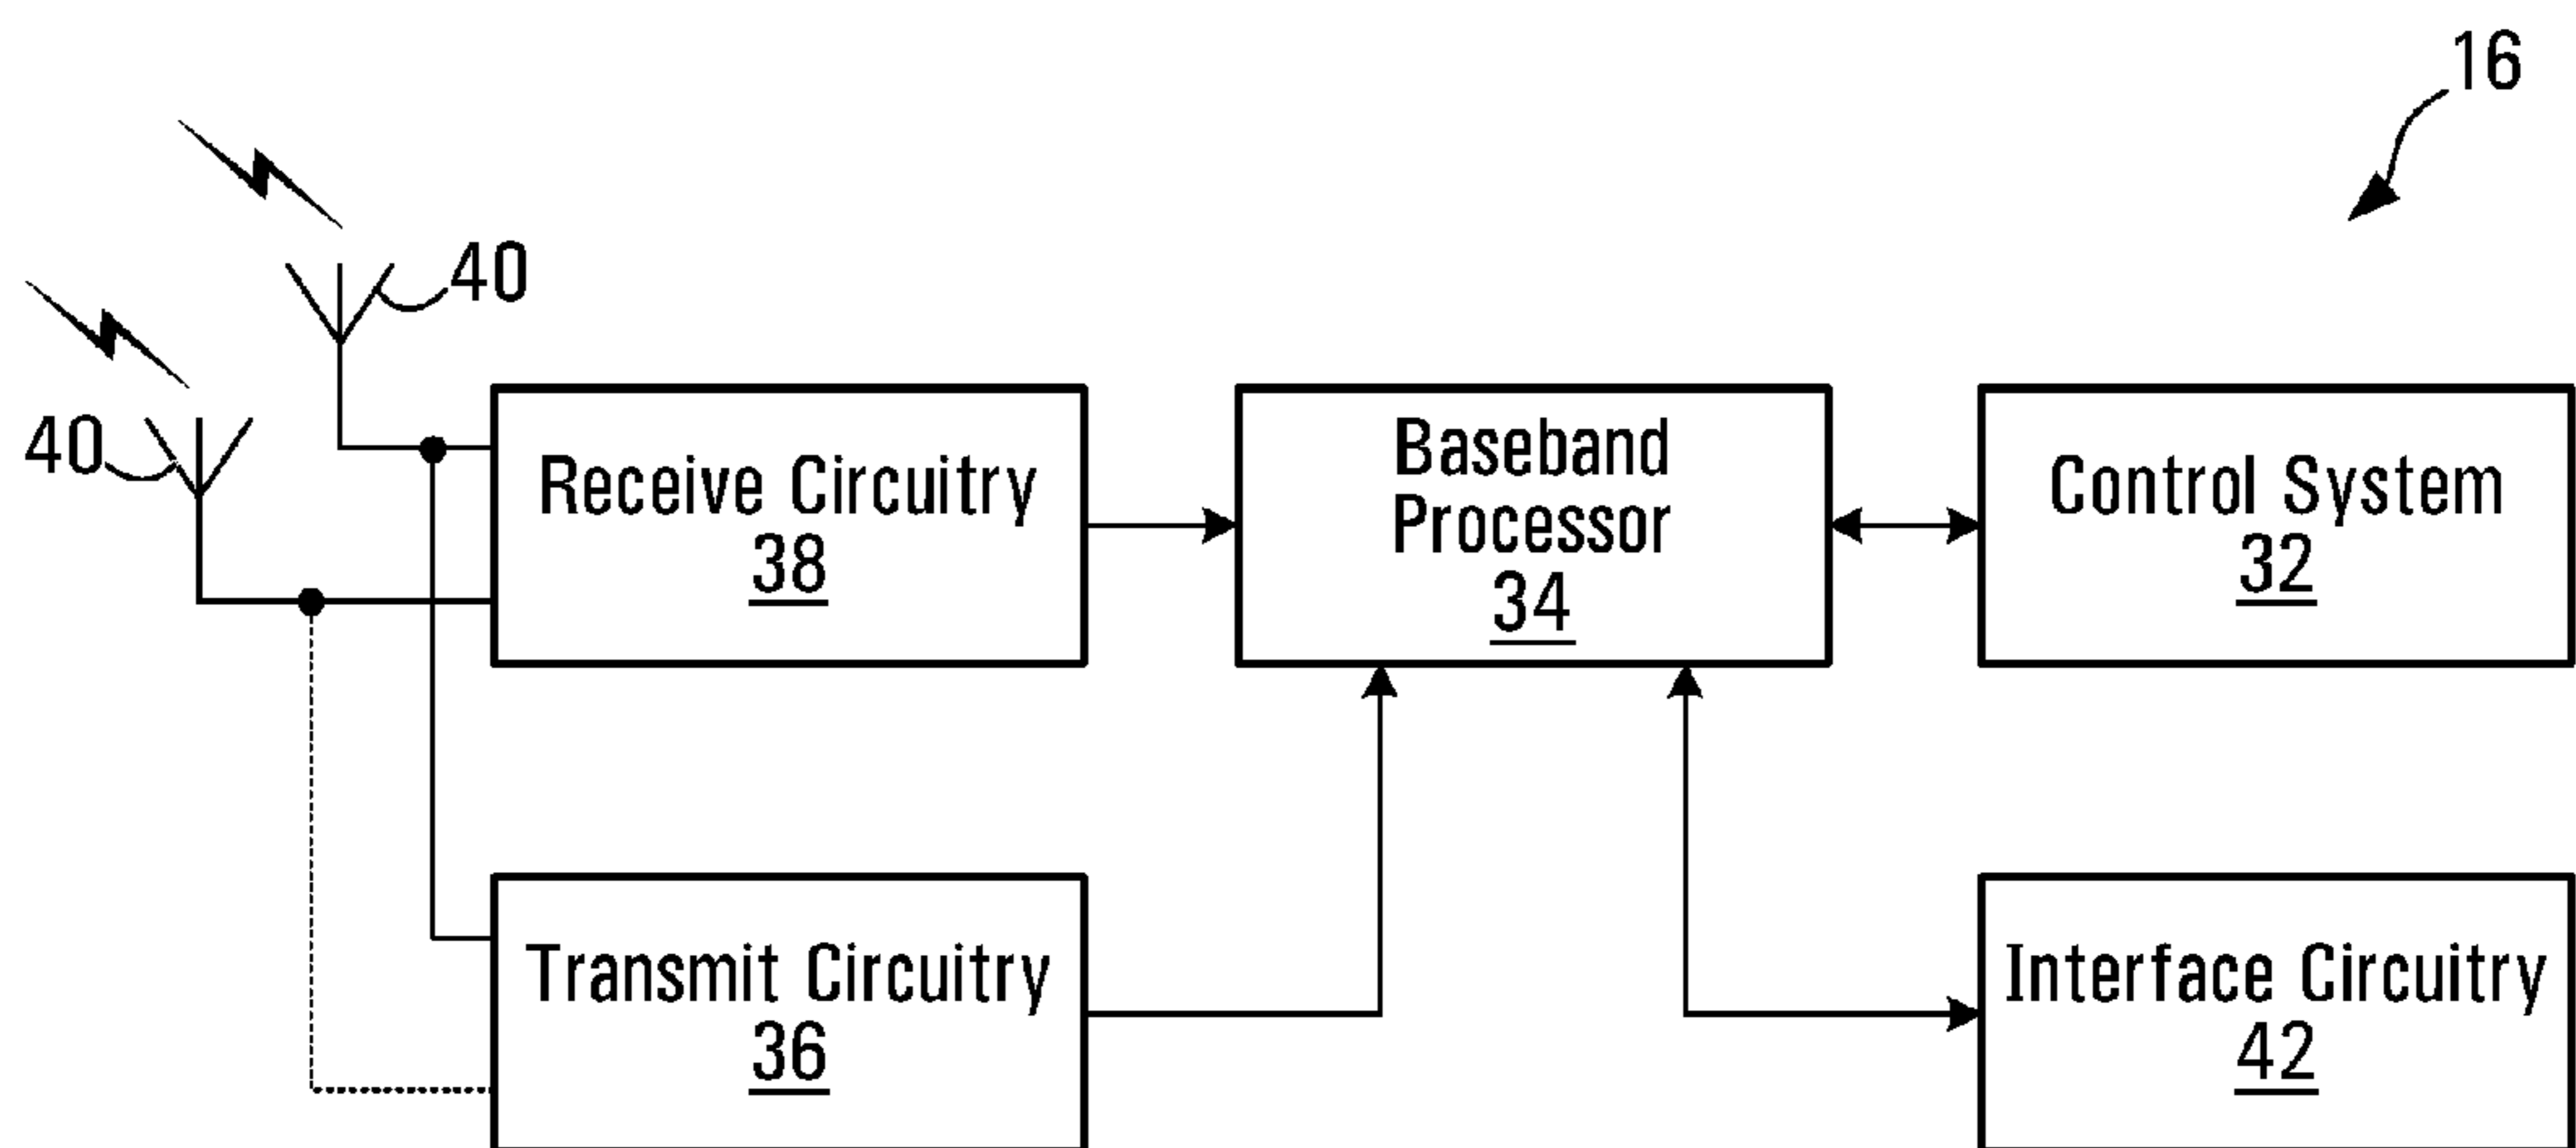 16
40
40
Receive Circuitry
38
Baseband
Processor
34
Control System
32
Transmit Circuitry
36
Interface Circuitry
42